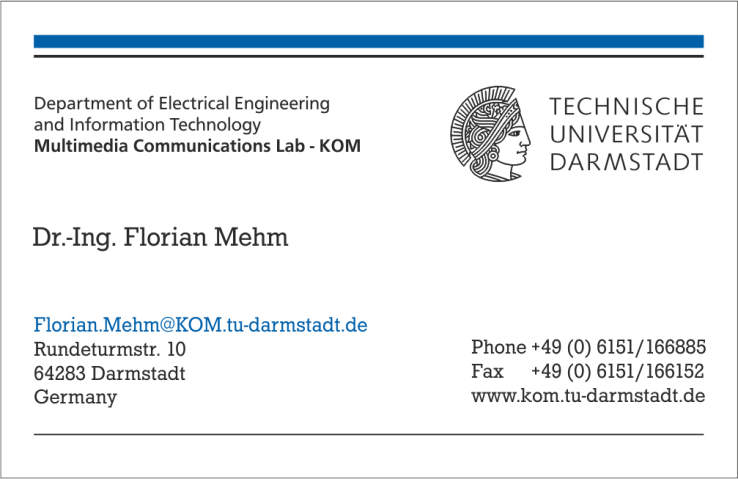 Department of Electrical Engineering
and Information Technology
Multimedia Communications Lab - KOM
TECHNISCHE
UNIVERSITÄT
DARMSTADT
Dr.-Ing. Florian Mehm
Florian.Mehm@KOM.tu-darmstadt.de
Rundeturmstr. 10
64283 Darmstadt
Germany
Phone +49 (0) 6151/166885
Fax +49 (0) 6151/166152
www.kom.tu-darmstadt.de